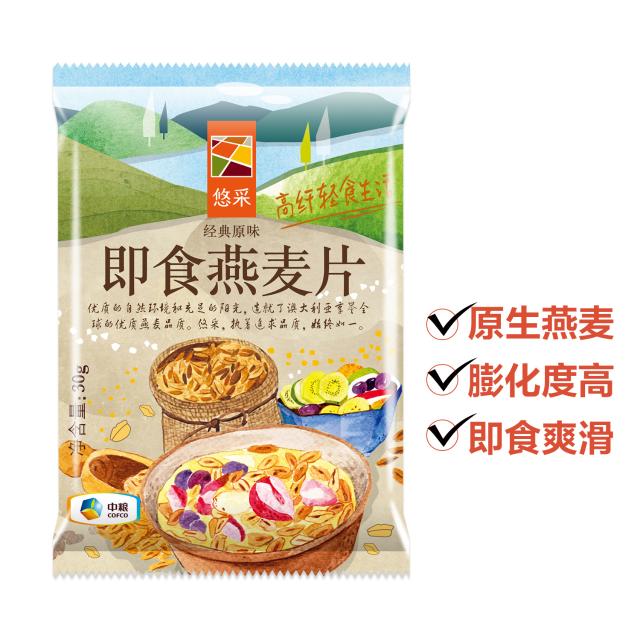 悠采
高纤轻食生活
经典原味
即食燕麦片
优质的自然环境和充足的阳光，造就了澳大利亚享誉全
球的优质燕麦品质。悠采，执着追求品质，始终如一。
净含量:30g
中粮
COFCO
原生燕麦
膨化度高
即食爽滑